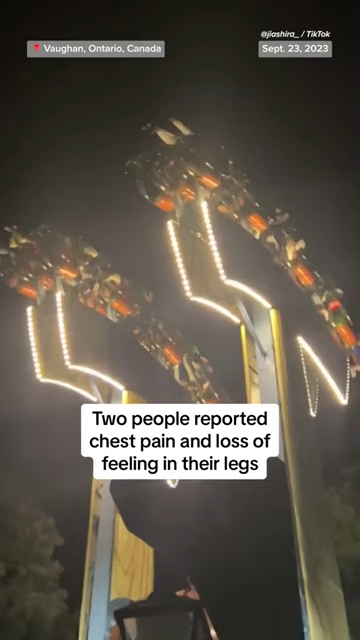 @jiashira_ / TikTok
📍Vaughan, Ontario, Canada
Sept. 23, 2023
Two people reported
chest pain and loss of
feeling in their legs